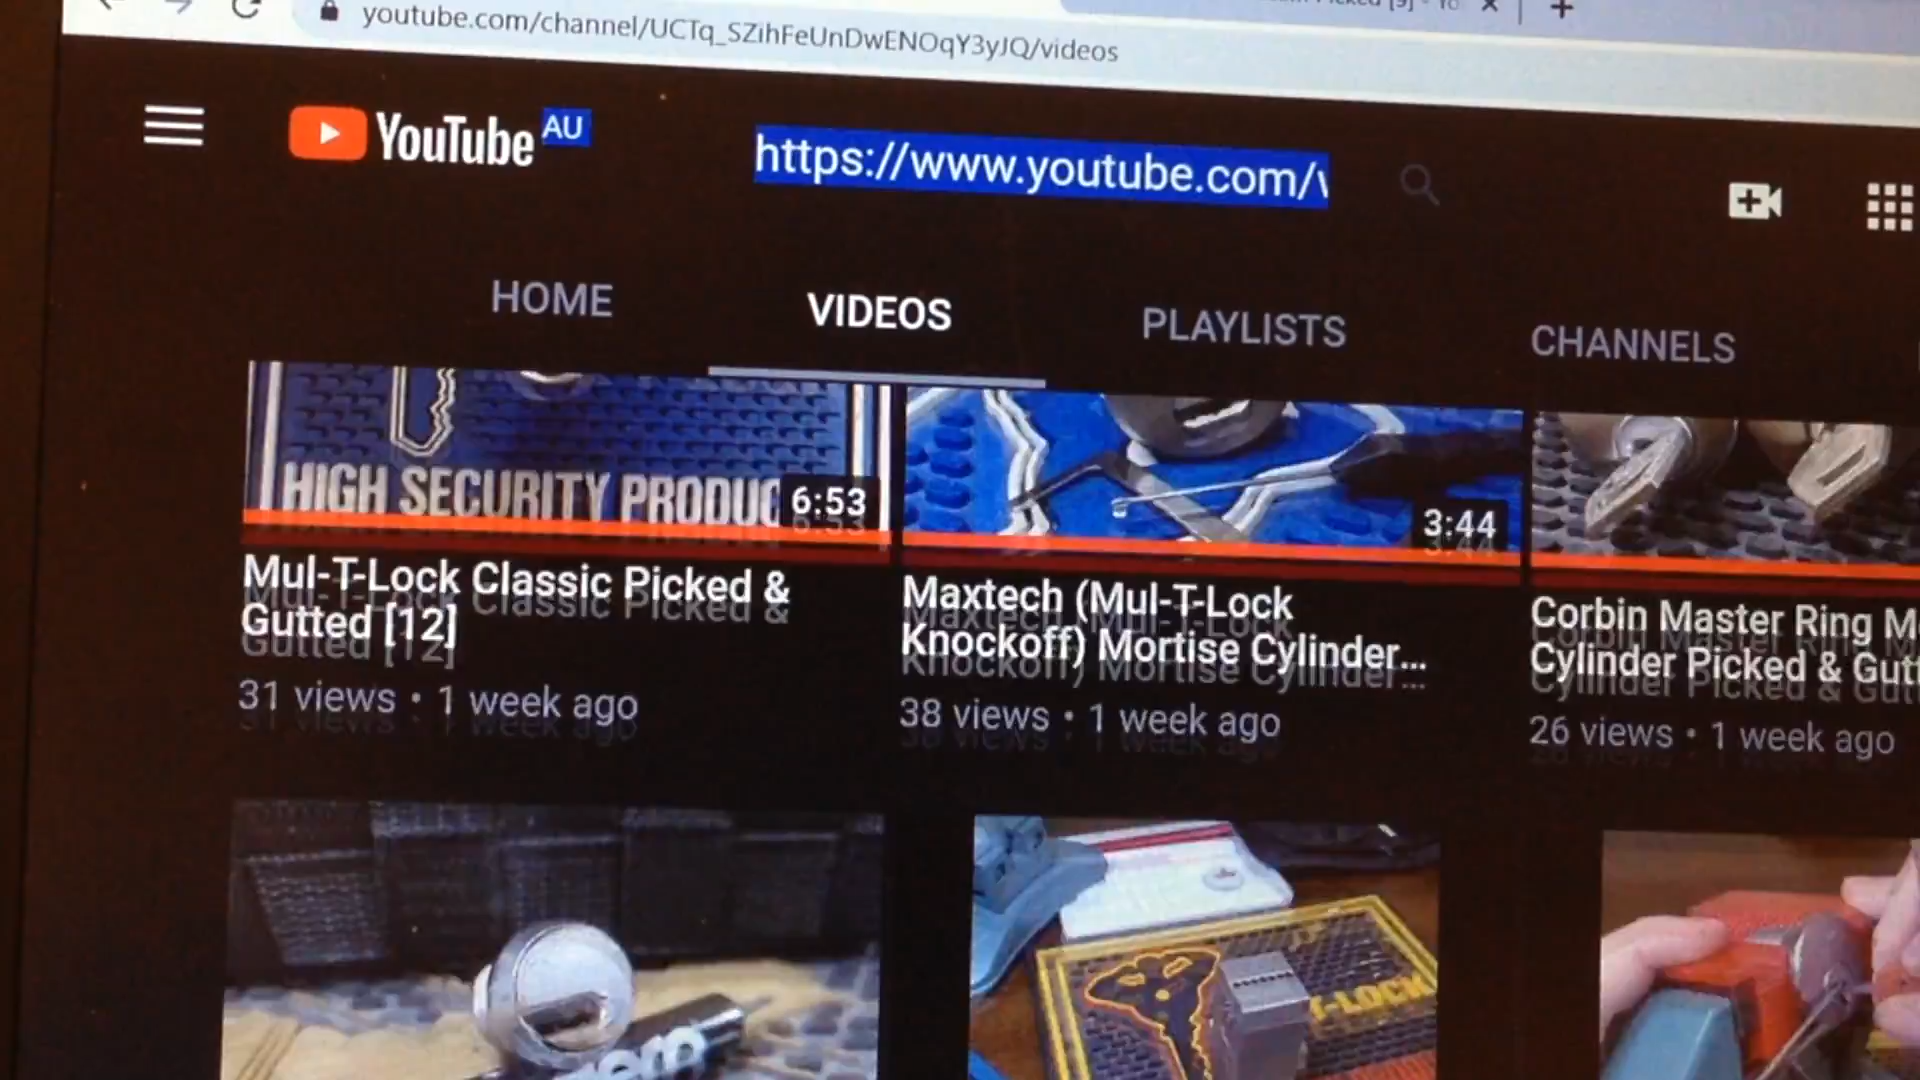 youtube.com/channel/UCTq_SZihFeUnDwENOqY3yJQ/videos
YouTube AU
https://www.youtube.com/
HOME VIDEOS PLAYLISTS CHANNELS
HIGH SECURITY 6:53
3:44
Mul-T-Lock Classic Picked &
Gutted [12]
31 views • 1 week ago
Maxtech (Mul-T-Lock
Knockoff) Mortise Cylinder...
38 views • 1 week ago
Corbin Master Ring
Cylinder Picked &
26 views • 1 week ago
T-LOCK